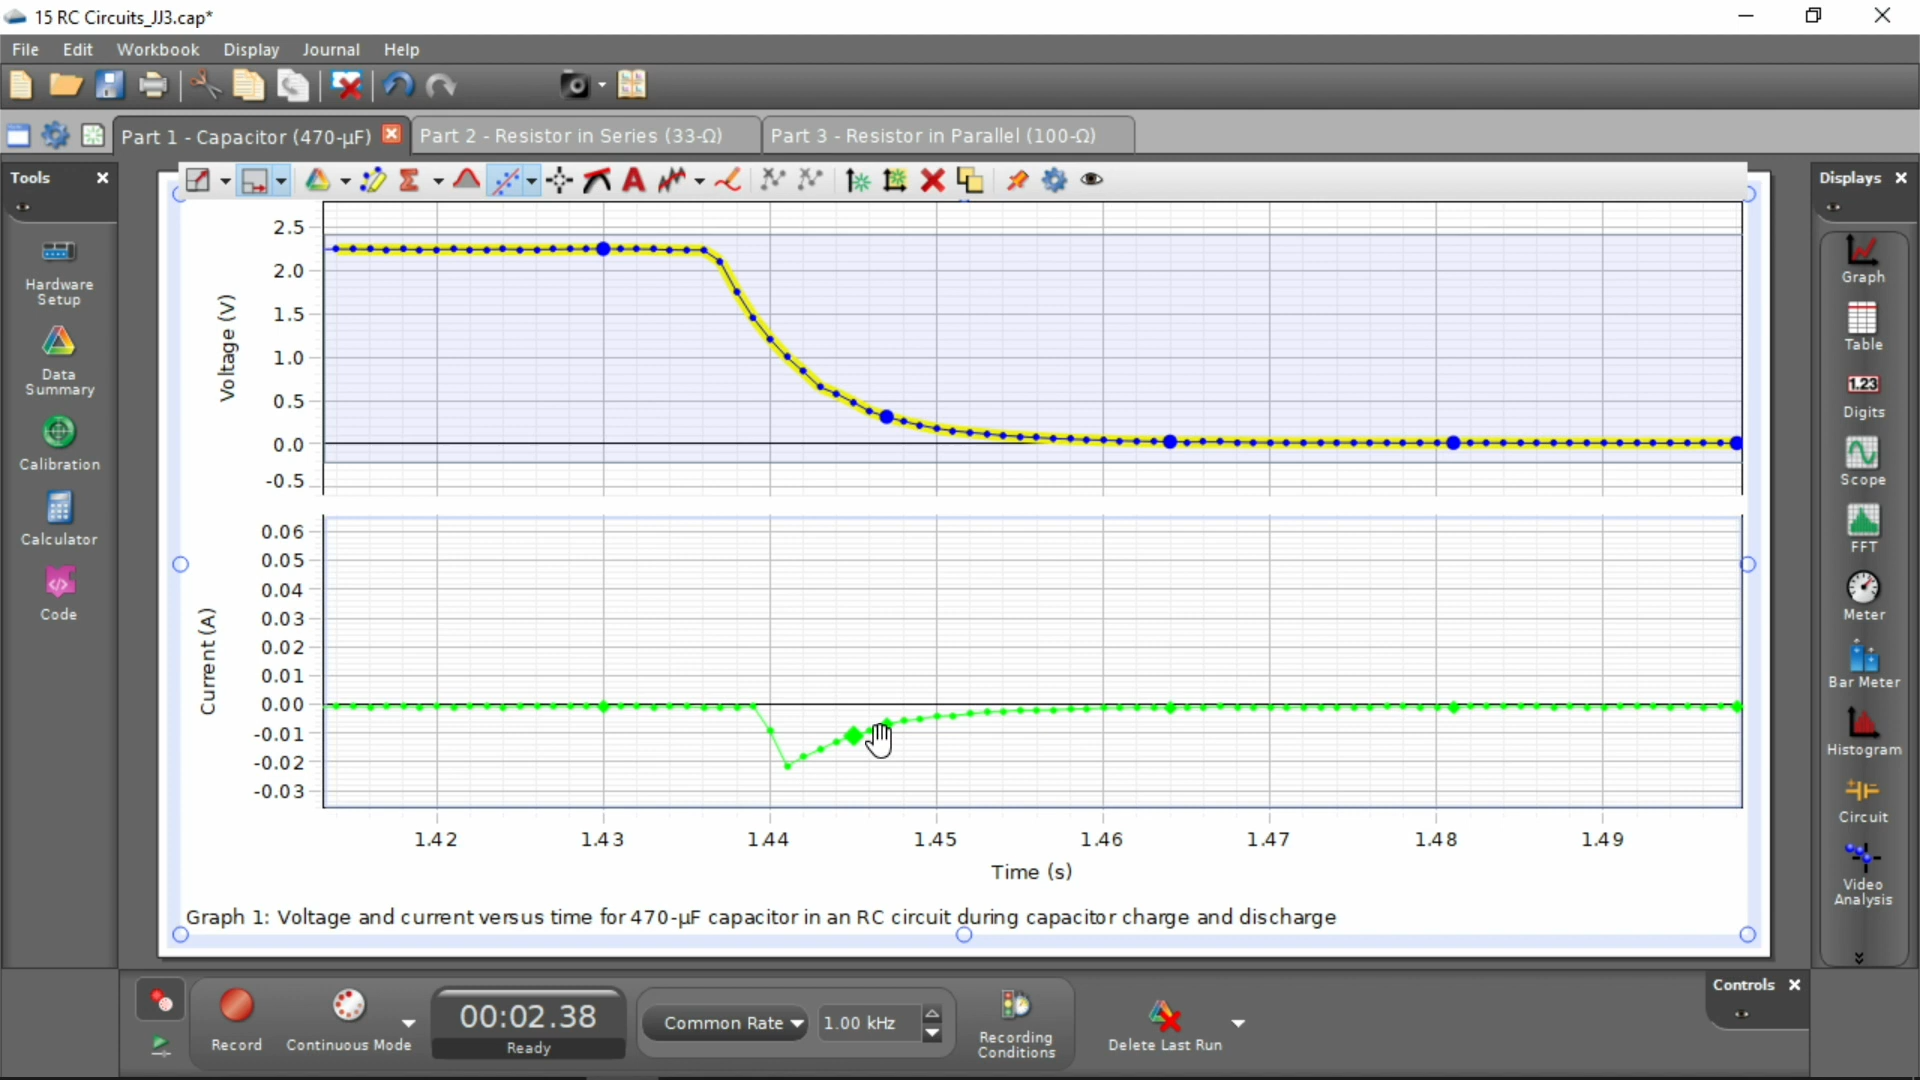 15 RC Circuits_JJ3.cap*
File Edit Workbook Display Journal Help
Part 1 - Capacitor (470-µF) Part 2 - Resistor in Series (33-Ω) Part 3 - Resistor in Parallel (100-Ω)
Tools
Hardware
Setup
Data
Summary
Calibration
Calculator
Code
2.5
2.0
1.5
1.0
0.5
0.0
-0.5
Voltage (V)
0.06
0.05
0.04
0.03
0.02
0.01
0.00
-0.01
-0.02
-0.03
Current (A)
1.42 1.43 1.44 1.45 1.46 1.47 1.48 1.49
Time (s)
Graph 1: Voltage and current versus time for 470-µF capacitor in an RC circuit during capacitor charge and discharge
Displays
Graph
Table
1.23
Digits
Scope
FFT
Meter
Bar Meter
Histogram
Circuit
Video
Analysis
Record
Continuous Mode
00:02.38
Ready
Common Rate 1.00 kHz
Recording
Conditions
Delete Last Run
Controls